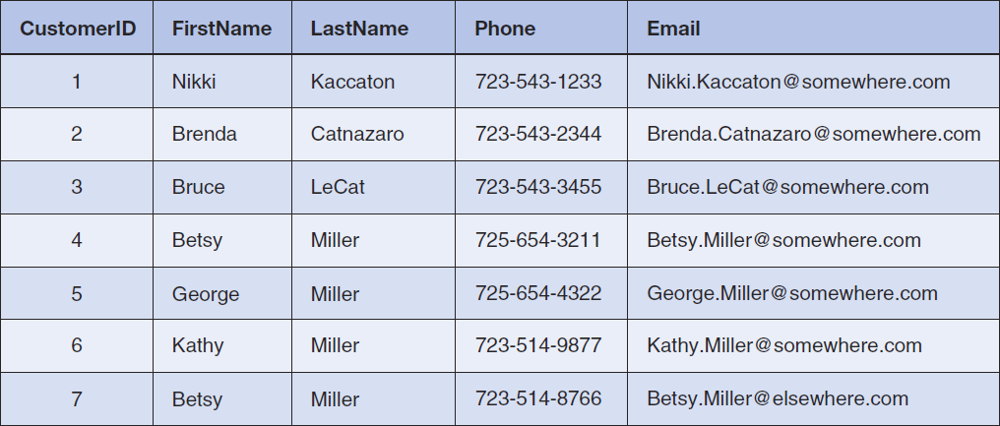 CustomerID FirstName LastName Phone Email
1 Nikki Kaccaton 723-543-1233 Nikki.Kaccaton@somewhere.com
2 Brenda Catnazaro 723-543-2344 Brenda.Catnazaro@somewhere.com
3 Bruce LeCat 723-543-3455 Bruce.LeCat@somewhere.com
4 Betsy Miller 725-654-3211 Betsy.Miller@somewhere.com
5 George Miller 725-654-4322 George.Miller@somewhere.com
6 Kathy Miller 723-514-9877 Kathy.Miller@somewhere.com
7 Betsy Miller 723-514-8766 Betsy.Miller@elsewhere.com